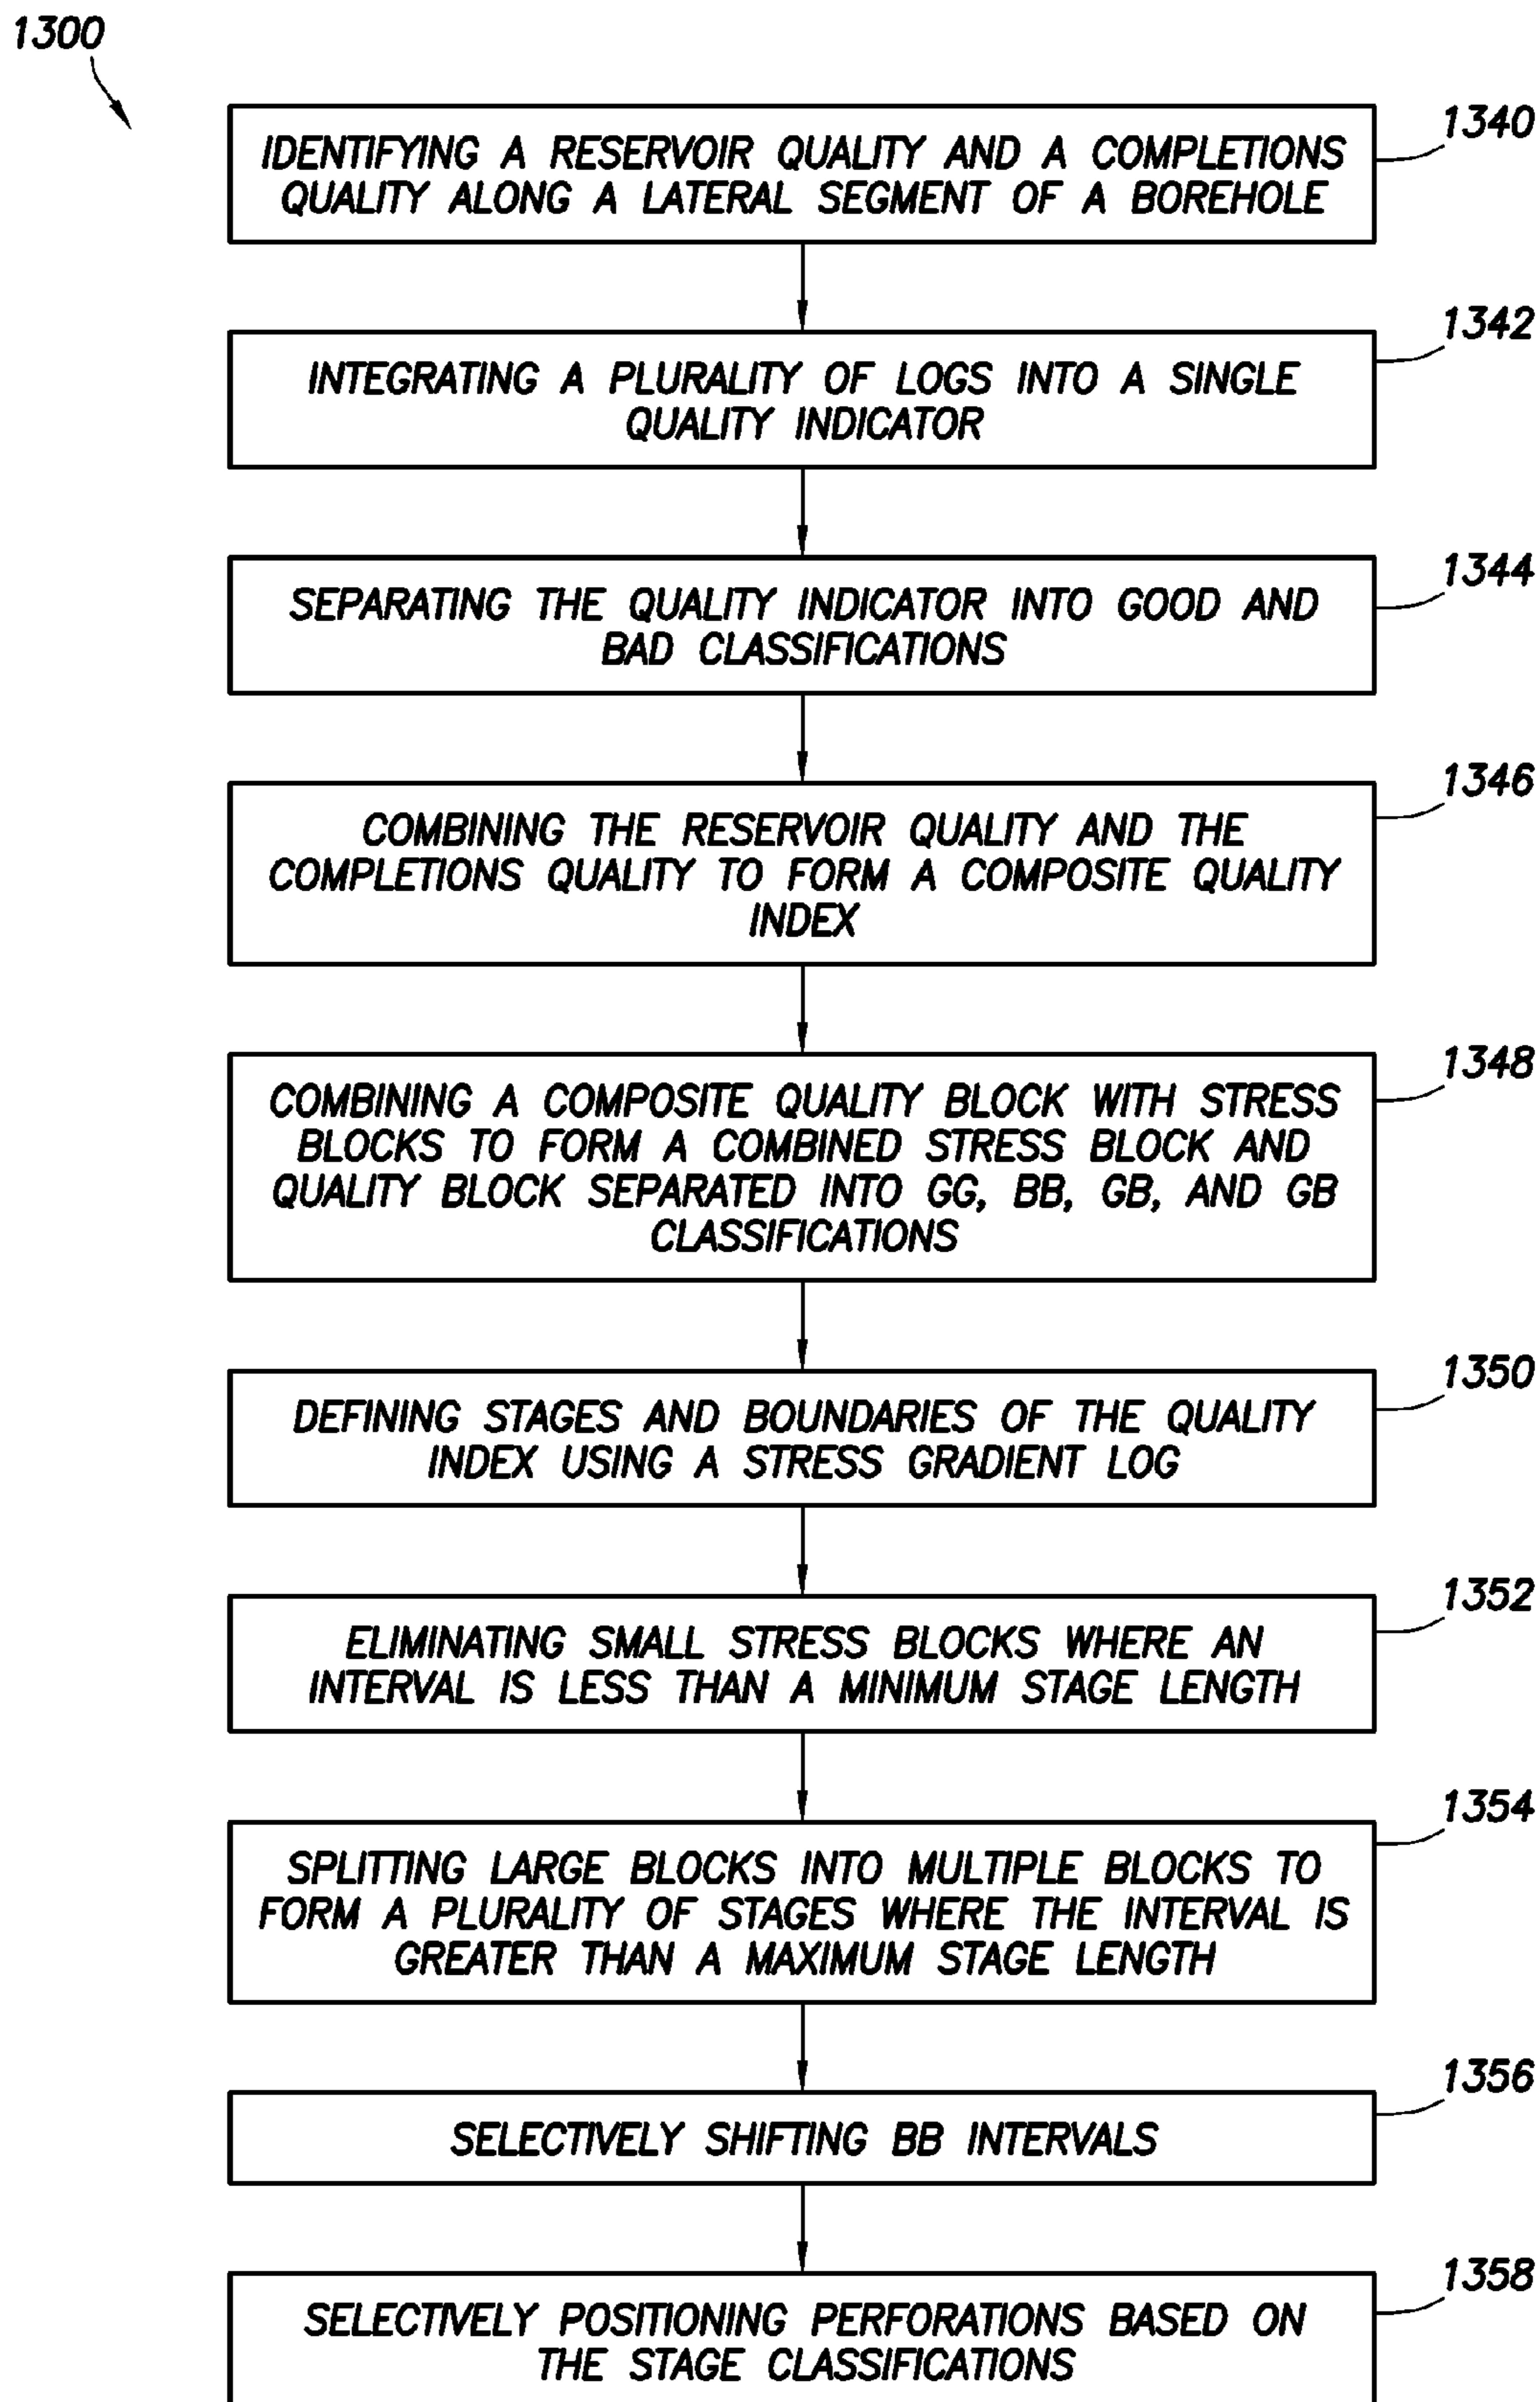 1300
1340
IDENTIFYING A RESERVOIR QUALITY AND A COMPLETIONS
QUALITY ALONG A LATERAL SEGMENT OF A BOREHOLE
1342
INTEGRATING A PLURALITY OF LOGS INTO A SINGLE
QUALITY INDICATOR
1344
SEPARATING THE QUALITY INDICATOR INTO GOOD AND
BAD CLASSIFICATIONS
1346
COMBINING THE RESERVOIR QUALITY AND THE
COMPLETIONS QUALITY TO FORM A COMPOSITE QUALITY
INDEX
1348
COMBINING A COMPOSITE QUALITY BLOCK WITH STRESS
BLOCKS TO FORM A COMBINED STRESS BLOCK AND
QUALITY BLOCK SEPARATED INTO GG, BB, GB, AND GB
CLASSIFICATIONS
1350
DEFINING STAGES AND BOUNDARIES OF THE QUALITY
INDEX USING A STRESS GRADIENT LOG
1352
ELIMINATING SMALL STRESS BLOCKS WHERE AN
INTERVAL IS LESS THAN A MINIMUM STAGE LENGTH
1354
SPLITTING LARGE BLOCKS INTO MULTIPLE BLOCKS TO
FORM A PLURALITY OF STAGES WHERE THE INTERVAL IS
GREATER THAN A MAXIMUM STAGE LENGTH
1356
SELECTIVELY SHIFTING BB INTERVALS
1358
SELECTIVELY POSITIONING PERFORATIONS BASED ON
THE STAGE CLASSIFICATIONS